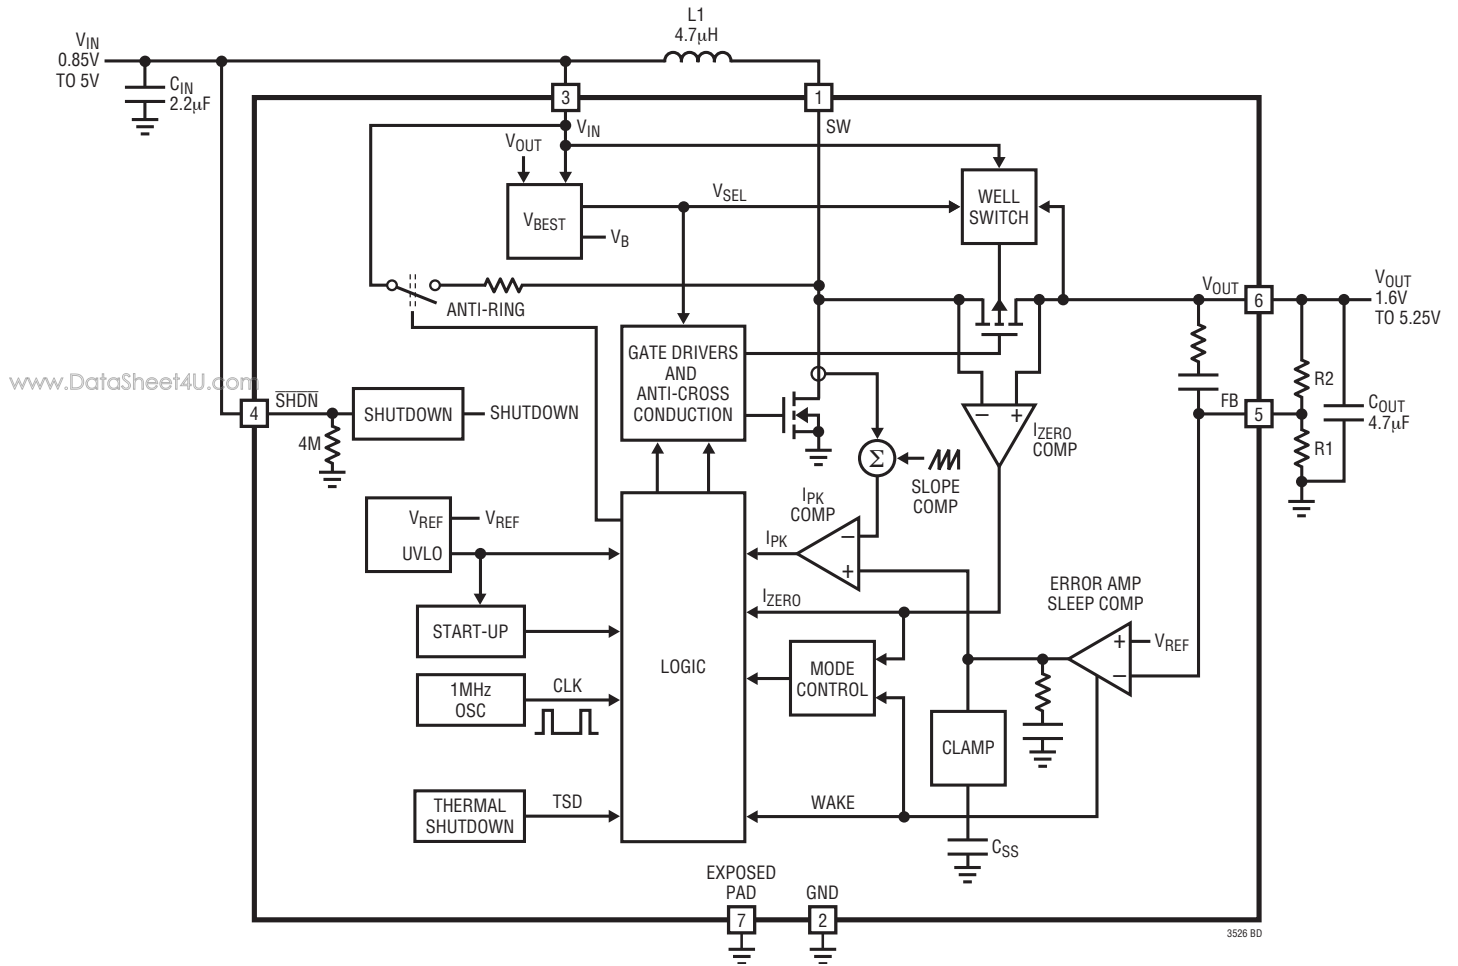 L1
4.7µH
VIN
0.85V
TO 5V
CIN
2.2µF
3
1
VIN
SW
VOUT
VBEST
VSEL
VB
WELL
SWITCH
ANTI-RING
VOUT
6
VOUT
1.6V
TO 5.25V
GATE DRIVERS
AND
ANTI-CROSS
CONDUCTION
www.DataSheet4U.com
4
SHDN
SHUTDOWN
SHUTDOWN
4M
–
+
IZERO
COMP
FB
5
R2
R1
COUT
4.7µF
Σ
SLOPE
COMP
IPK
COMP
VREF
VREF
UVLO
IPK
–
+
IZERO
ERROR AMP
SLEEP COMP
+
–
VREF
START-UP
LOGIC
MODE
CONTROL
1MHz
OSC
CLK
CLAMP
THERMAL
SHUTDOWN
TSD
WAKE
CSS
EXPOSED
PAD
GND
7
2
3526 BD